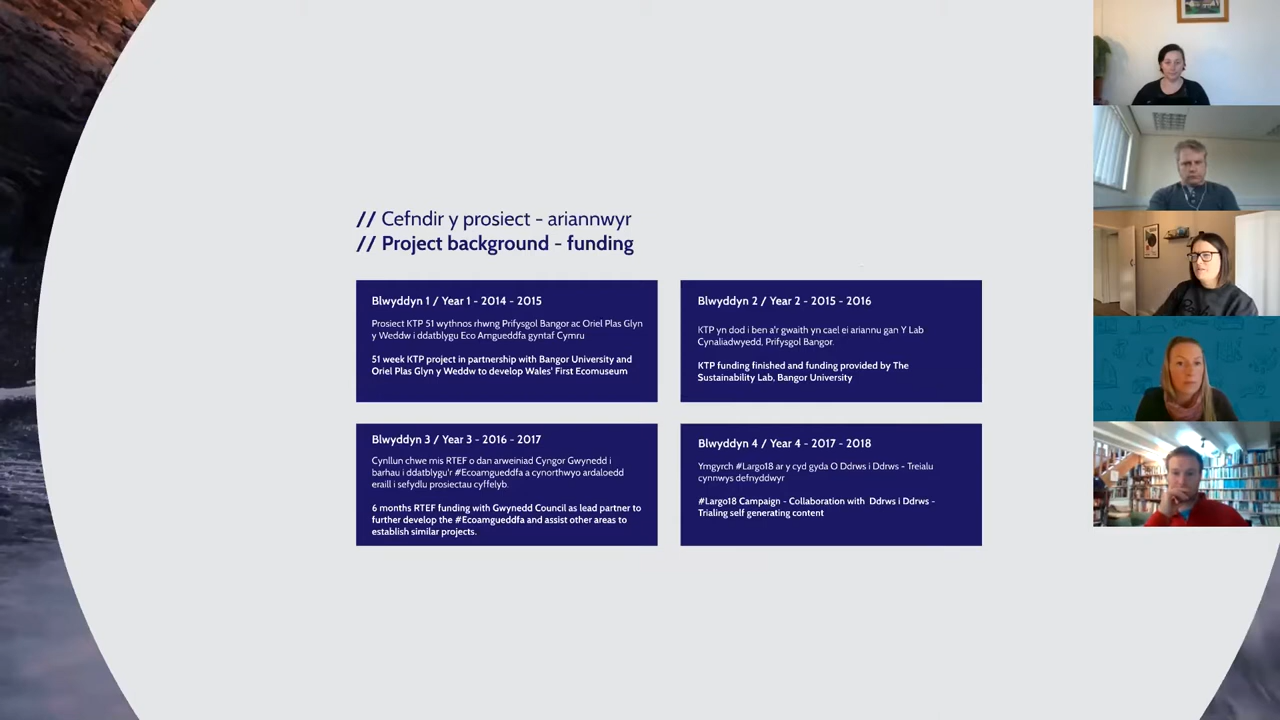 // Cefndir y prosiect - ariannwyr
// Project background - funding
Blwyddyn 1 / Year 1 - 2014 - 2015
Prosiect KTP 51 wythnos rhwng Prifysgol Bangor ac Oriel Plas Glyn
y Weddw i ddatblygu Eco Amgueddfa gyntaf Cymru
51 week KTP project in partnership with Bangor University and
Oriel Plas Glyn y Weddw to develop Wales' First Ecomuseum
Blwyddyn 2 / Year 2 - 2015 - 2016
KTP yn dod i ben a'r gwaith yn cael ei ariannu gan Y Lab
Cynaliadwyedd, Prifysgol Bangor.
KTP funding finished and funding provided by The
Sustainability Lab, Bangor University
Blwyddyn 3 / Year 3 - 2016 - 2017
Cynllun chwe mis RTEF o dan arweiniad Cyngor Gwynedd i
barhau i ddatblygu'r #Ecoamgueddfa a cynorthwyo ardaloedd
eraill i sefydlu prosiectau cyffelyb.
6 months RTEF funding with Gwynedd Council as lead partner to
further develop the #Ecoamgueddfa and assist other areas to
establish similar projects.
Blwyddyn 4 / Year 4 - 2017 - 2018
Ymgyrch #Largo18 ar y cyd gyda O Ddrws i Ddrws - Treialu
cynnwys defnyddwyr
#Largo18 Campaign - Collaboration with Ddrws i Ddrws -
Trialing self generating content